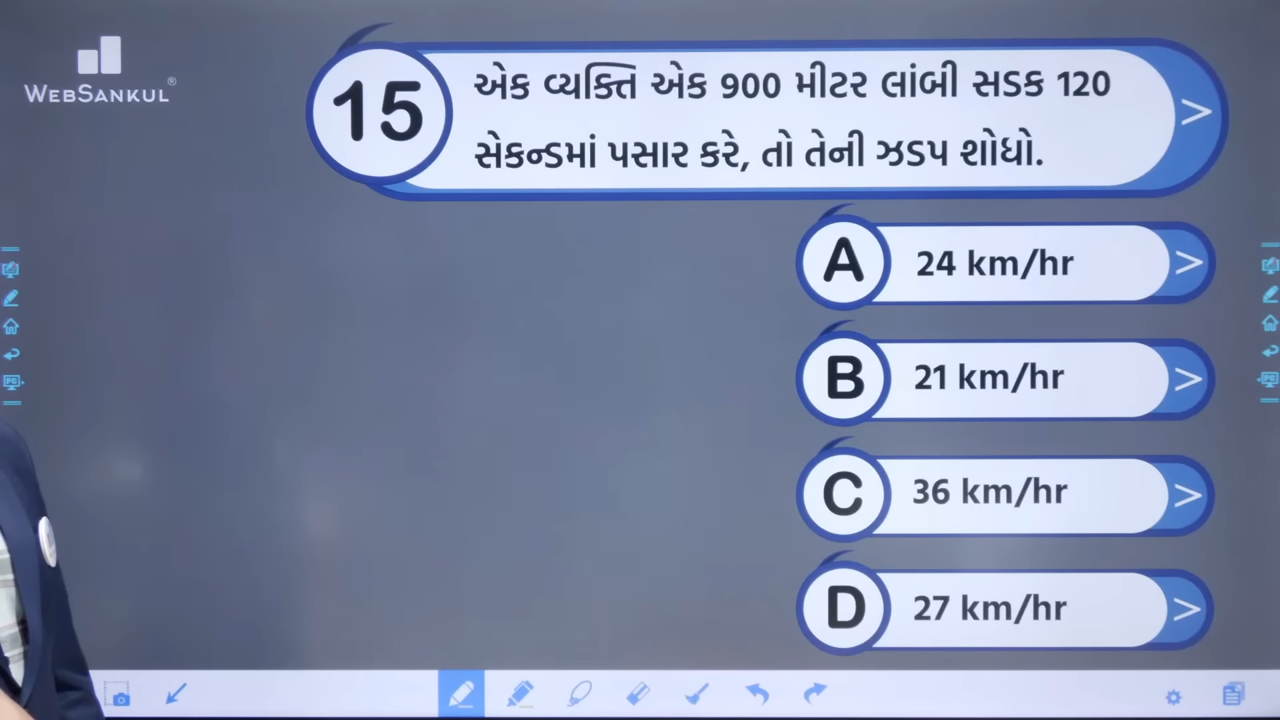 WEBSANKUL®
15
એક વ્યક્તિ એક 900 મીટર લાંબી સડક 120
સેકન્ડમાં પસાર કરે, તો તેની ઝડપ શોધો.
A
24 km/hr
B
21 km/hr
C
36 km/hr
D
27 km/hr